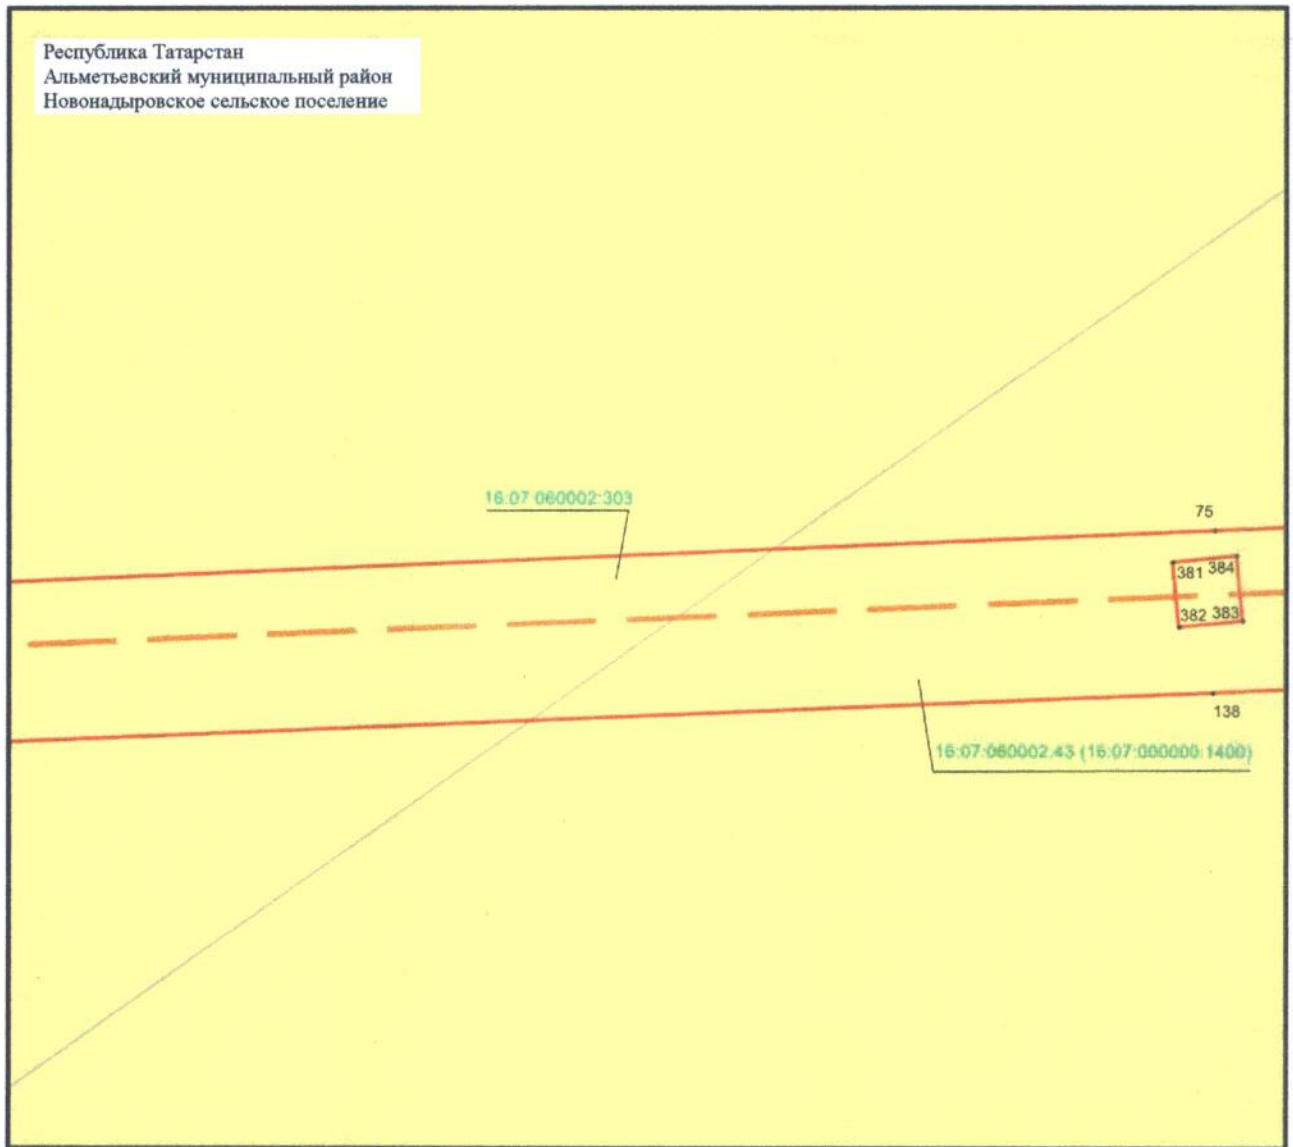 Республика Татарстан
Альметьевский муниципальный район
Новонадыровское сельское поселение
16:07:060002:303
75
381 384
382 383
138
16:07:060002:43 (16:07:000000:1400)